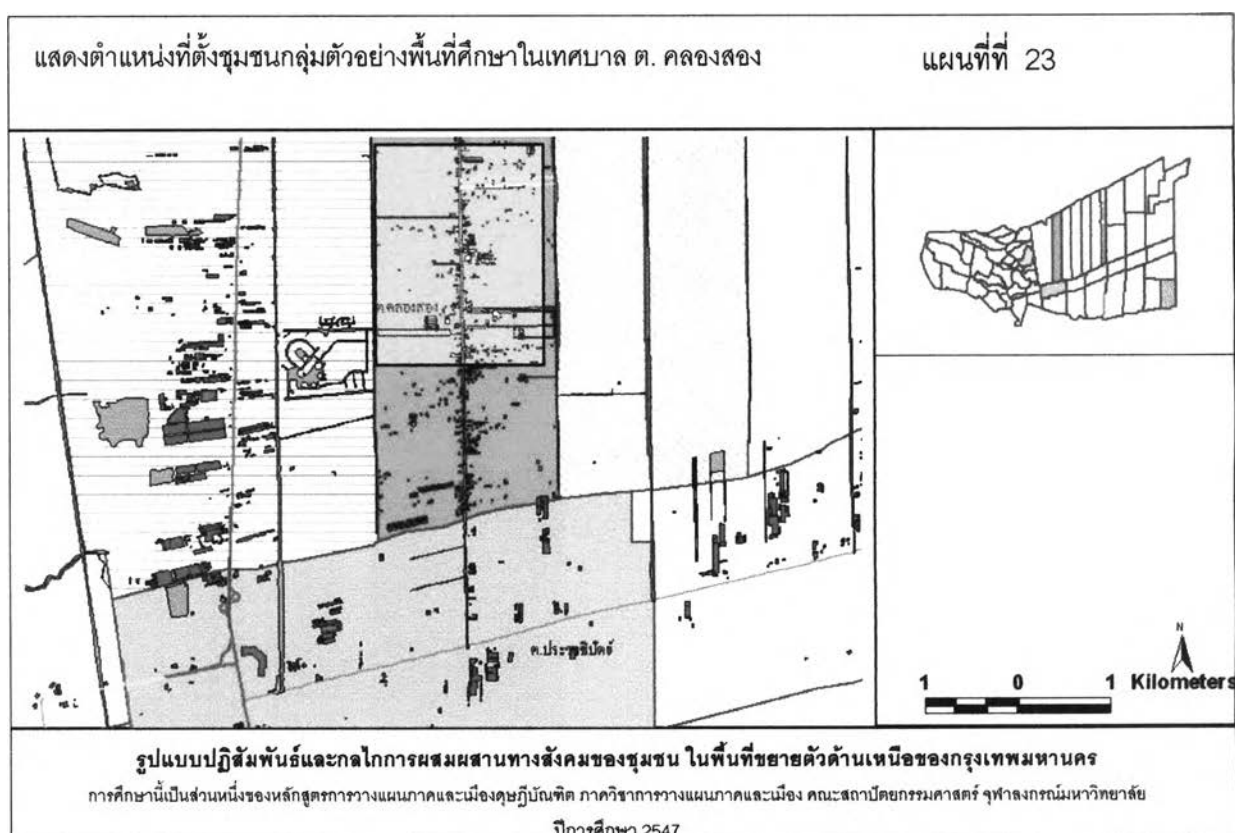 แสดงตำแหน่งที่ตั้งชุมชนกลุ่มตัวอย่างพื้นที่ศึกษาในเทศบาล ต. คลองสอง
แผนที่ที่ 23
ต.คลองสอง
ต.ประชาธิปัตย์
N
1 0 1 Kilometers
รูปแบบปฏิสัมพันธ์และกลไกการผสมผสานทางสังคมของชุมชน ในพื้นที่ขยายตัวด้านเหนือของกรุงเทพมหานคร
การศึกษานี้เป็นส่วนหนึ่งของหลักสูตรการวางแผนภาคและเมืองดุษฎีบัณฑิต ภาควิชาการวางแผนภาคและเมือง คณะสถาปัตยกรรมศาสตร์ จุฬาลงกรณ์มหาวิทยาลัย
ปีการศึกษา 2547